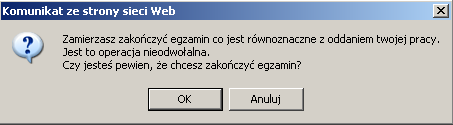 Komunikat ze strony sieci Web
Zamierzasz zakończyć egzamin co jest równoznaczne z oddaniem twojej pracy.
Jest to operacja nieodwołalna.
Czy jesteś pewien, że chcesz zakończyć egzamin?
OK Anuluj